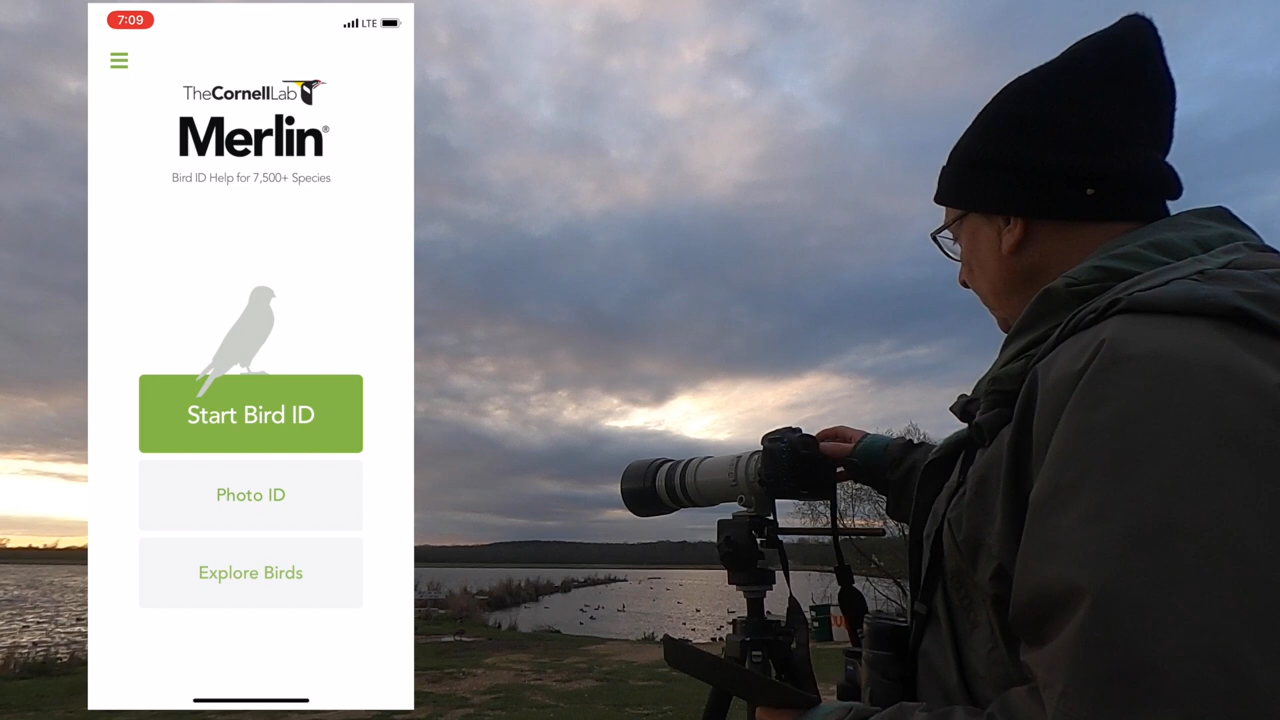 7:09
LTE
TheCornellLab
Merlin®
Bird ID Help for 7,500+ Species
Start Bird ID
Photo ID
Explore Birds